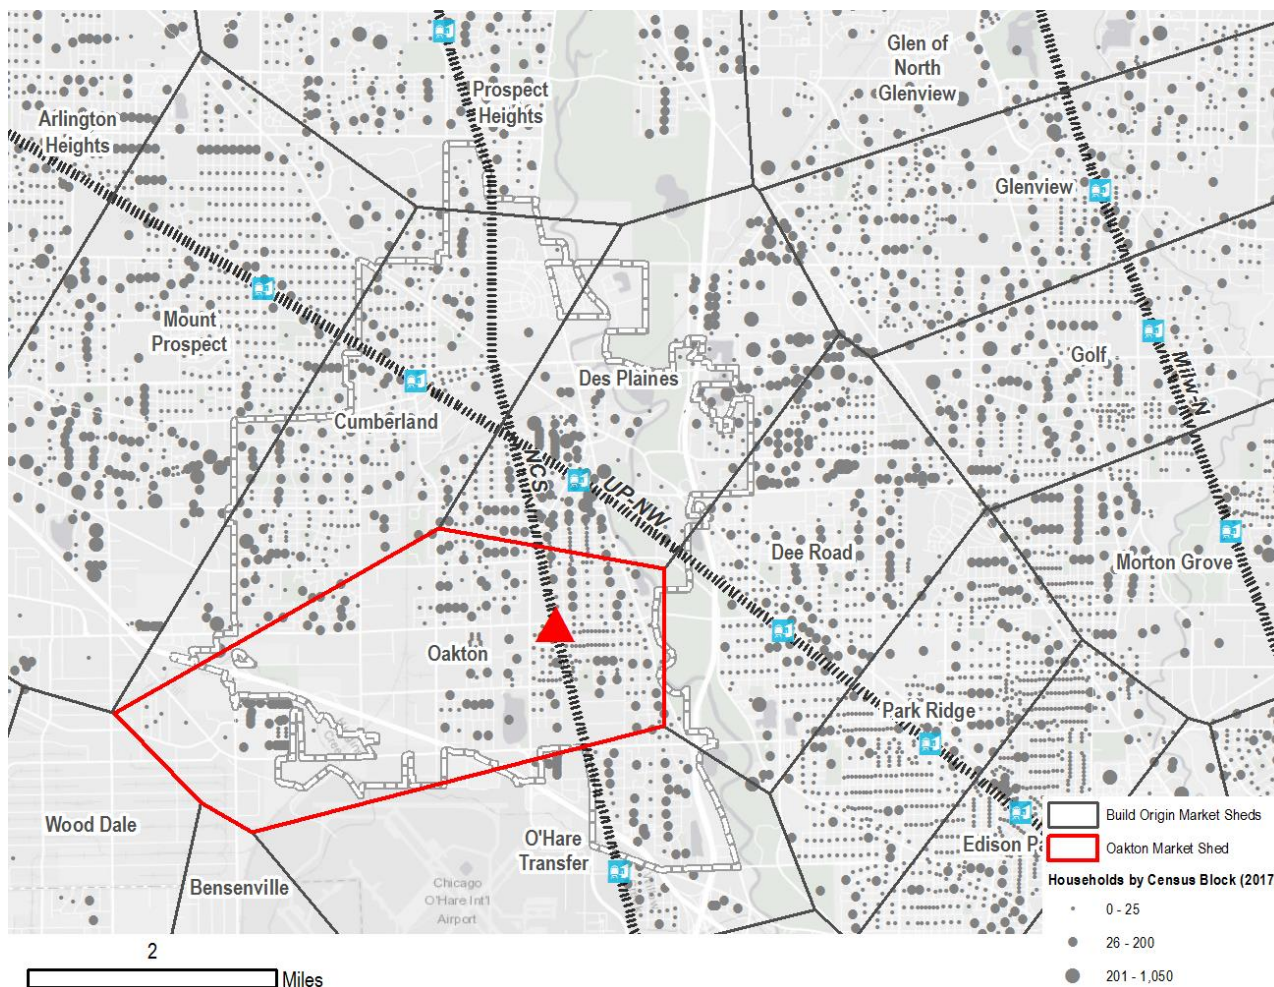 Glen of
North
Glenview
Prospect
Heights
Arlington
Heights
Glenview
Mount
Prospect
Golf
Milw-N
Des Plaines
Cumberland
NCS
UP-NW
Dee Road
Morton Grove
Oakton
Park Ridge
Creek
Wood Dale
O'Hare
Transfer
Edison P
Bensenville
Chicago
O'Hare Int'l
Airport
Build Origin Market Sheds
Oakton Market Shed
Households by Census Block (2017
0 - 25
26 - 200
201 - 1,050
2
Miles